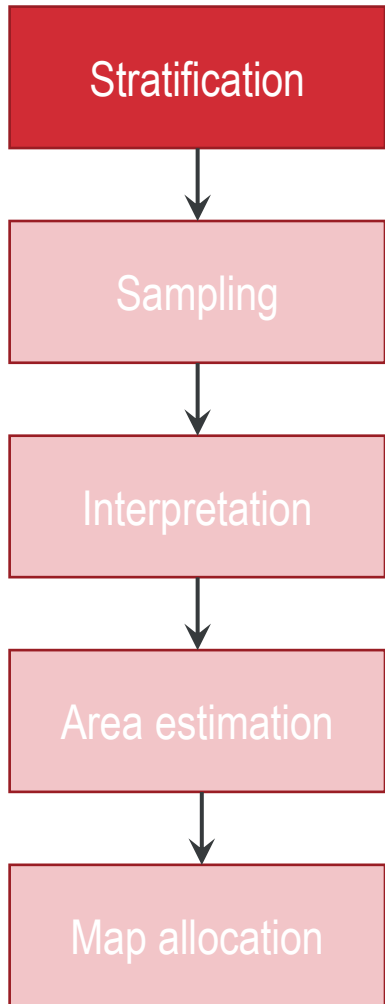 Stratification
Sampling
Interpretation
Area estimation
Map allocation